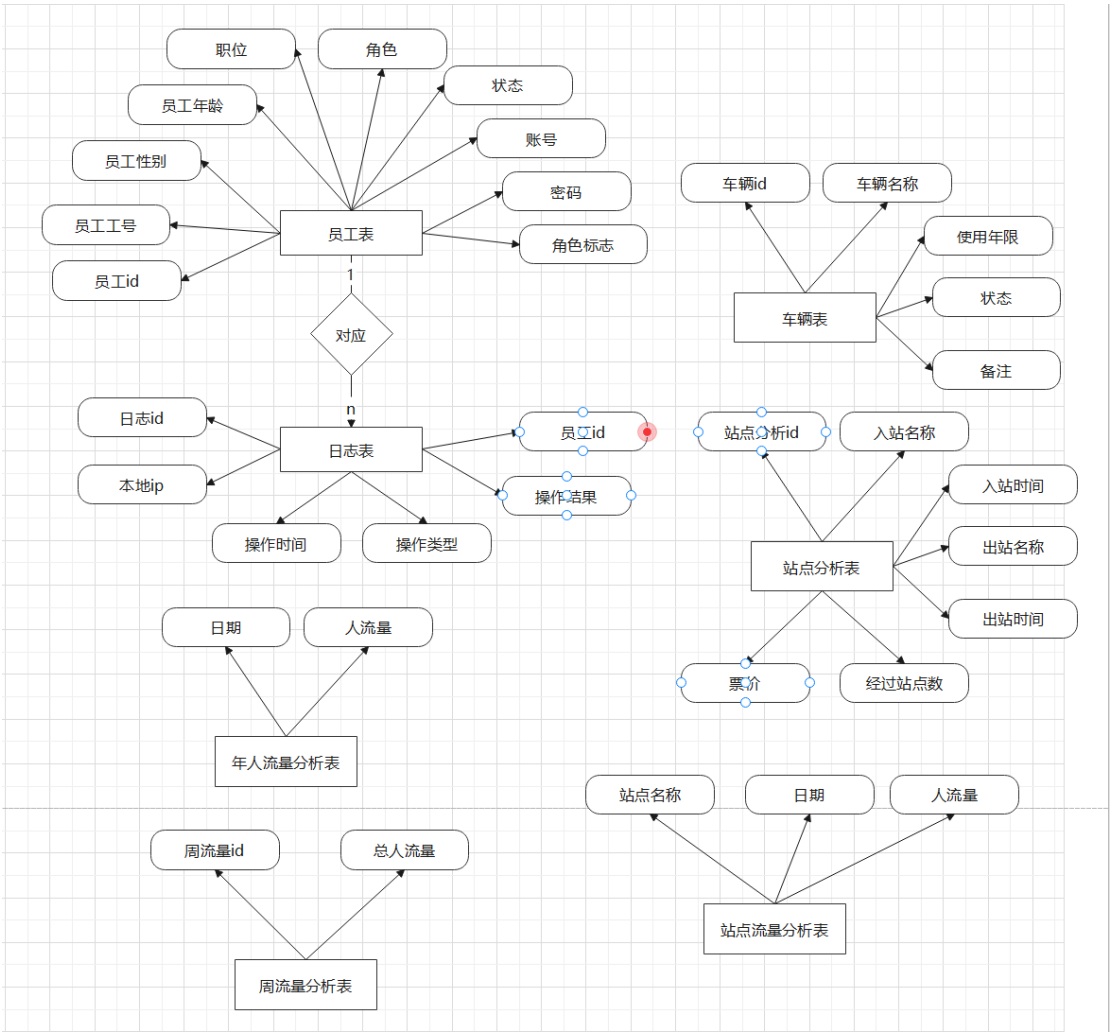 职位
角色
状态
员工年龄
账号
员工性别
密码
员工工号
员工表
角色标志
员工id
1
对应
n
日志id
员工id
日志表
本地ip
操作结果
操作时间
操作类型
车辆id
车辆名称
使用年限
状态
车辆表
备注
站点分析id
入站名称
入站时间
出站名称
站点分析表
出站时间
票价
经过站点数
日期
人流量
年人流量分析表
站点名称
日期
人流量
站点流量分析表
周流量id
总人流量
周流量分析表